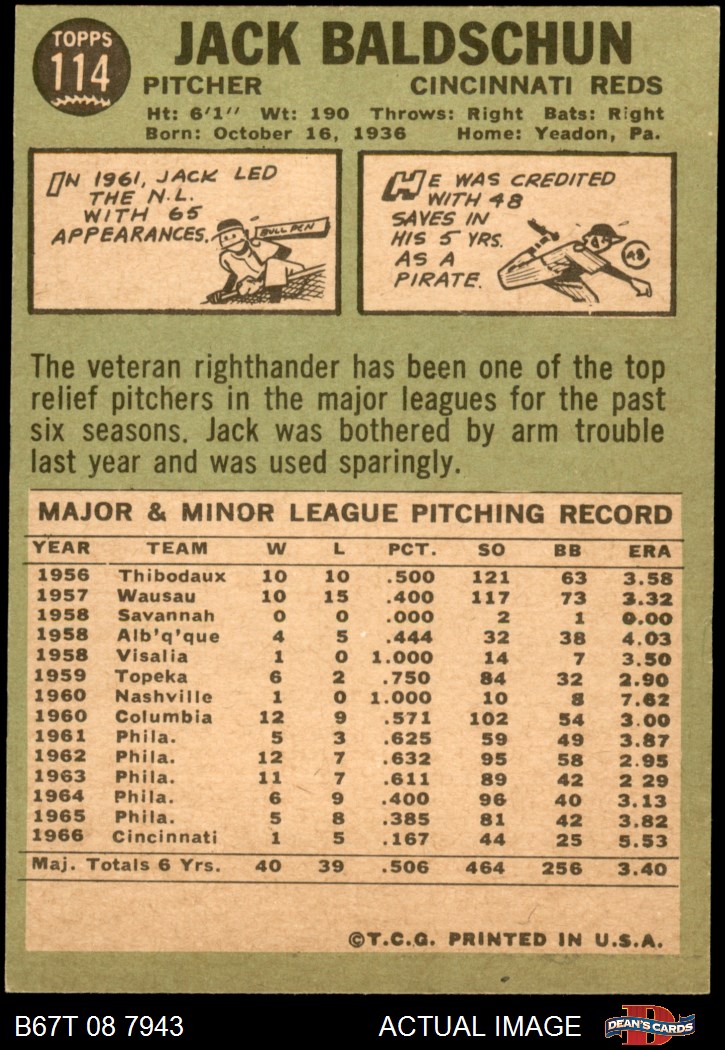 TOPPS
114
JACK BALDSCHUN
PITCHER CINCINNATI REDS
Ht: 6'1" Wt: 190 Throws: Right Bats: Right
Born: October 16, 1936 Home: Yeadon, Pa.
IN 1961, JACK LED
THE N.L.
WITH 65
APPEARANCES.
BULL PEN
HE WAS CREDITED
WITH 48
SAVES IN
HIS 5 YRS.
AS A
PIRATE.
48
The veteran righthander has been one of the top
relief pitchers in the major leagues for the past
six seasons. Jack was bothered by arm trouble
last year and was used sparingly.
MAJOR & MINOR LEAGUE PITCHING RECORD
YEAR TEAM W L PCT. SO BB ERA
1956 Thibodaux 10 10 .500 121 63 3.58
1957 Wausau 10 15 .400 117 73 3.32
1958 Savannah 0 0 .000 2 1 0.00
1958 Alb'q'que 4 5 .444 32 38 4.03
1958 Visalia 1 0 1.000 14 7 3.50
1959 Topeka 6 2 .750 84 32 2.90
1960 Nashville 1 0 1.000 10 8 7.62
1960 Columbia 12 9 .571 102 54 3.00
1961 Phila. 5 3 .625 59 49 3.87
1962 Phila. 12 7 .632 95 58 2.95
1963 Phila. 11 7 .611 89 42 2 29
1964 Phila. 6 9 .400 96 40 3.13
1965 Phila. 5 8 .385 81 42 3.82
1966 Cincinnati 1 5 .167 44 25 5.53
Maj. Totals 6 Yrs. 40 39 .506 464 256 3.40
©T.C.G. PRINTED IN U.S.A.
B67T 08 7943 ACTUAL IMAGE
D
DEAN'S CARDS